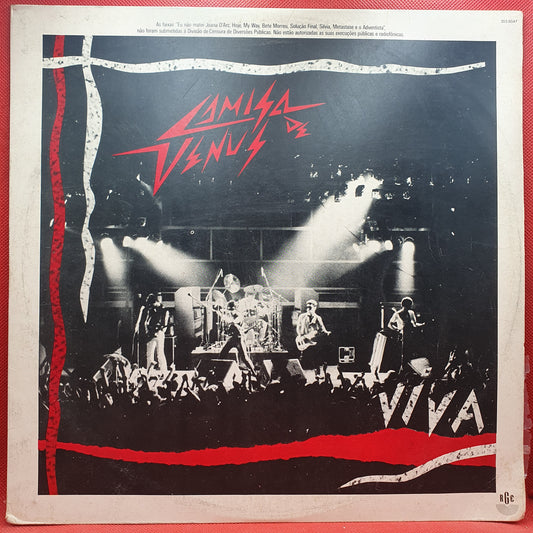 As faixas: "Eu não matei Joana D'Arc, Hoje, My Way, Bete Morreu, Solução Final, Silvia, Metastase e o Adventista",
não foram submetidas à Divisão de Censura de Diversões Públicas. Não estão autorizadas as suas execuções públicas e radiofônicas.
CAMISA
DE
VENUS
VIVA
RGE